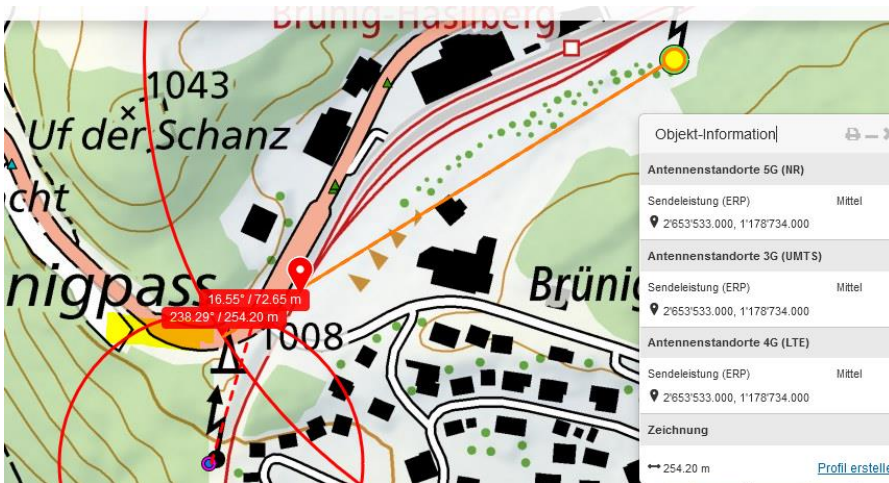 Brünig-Hasliberg
1043
Uf der Schanz
cht
nigpass
16.55° / 72.65 m
238.29° / 254.20 m
1008
Brünig
Objekt-Information
Antennenstandorte 5G (NR)
Sendeleistung (ERP) Mittel
2'653'533.000, 1'178'734.000
Antennenstandorte 3G (UMTS)
Sendeleistung (ERP) Mittel
2'653'533.000, 1'178'734.000
Antennenstandorte 4G (LTE)
Sendeleistung (ERP) Mittel
2'653'533.000, 1'178'734.000
Zeichnung
254.20 m Profil erstelle